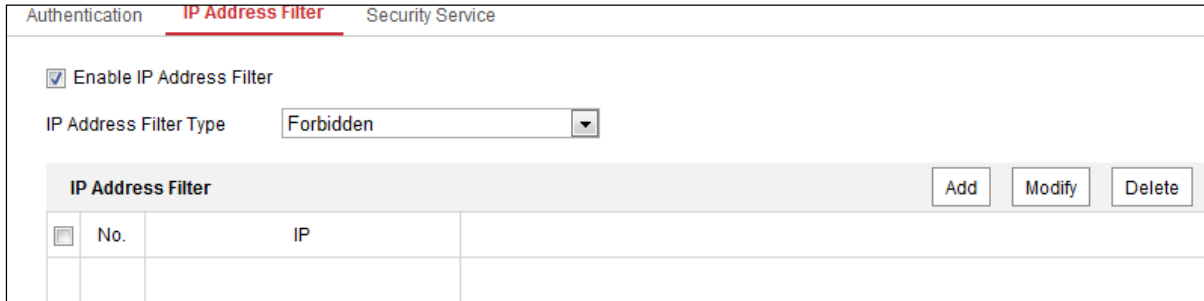 Authentication IP Address Filter Security Service
Enable IP Address Filter
IP Address Filter Type Forbidden
IP Address Filter Add Modify Delete
No. IP